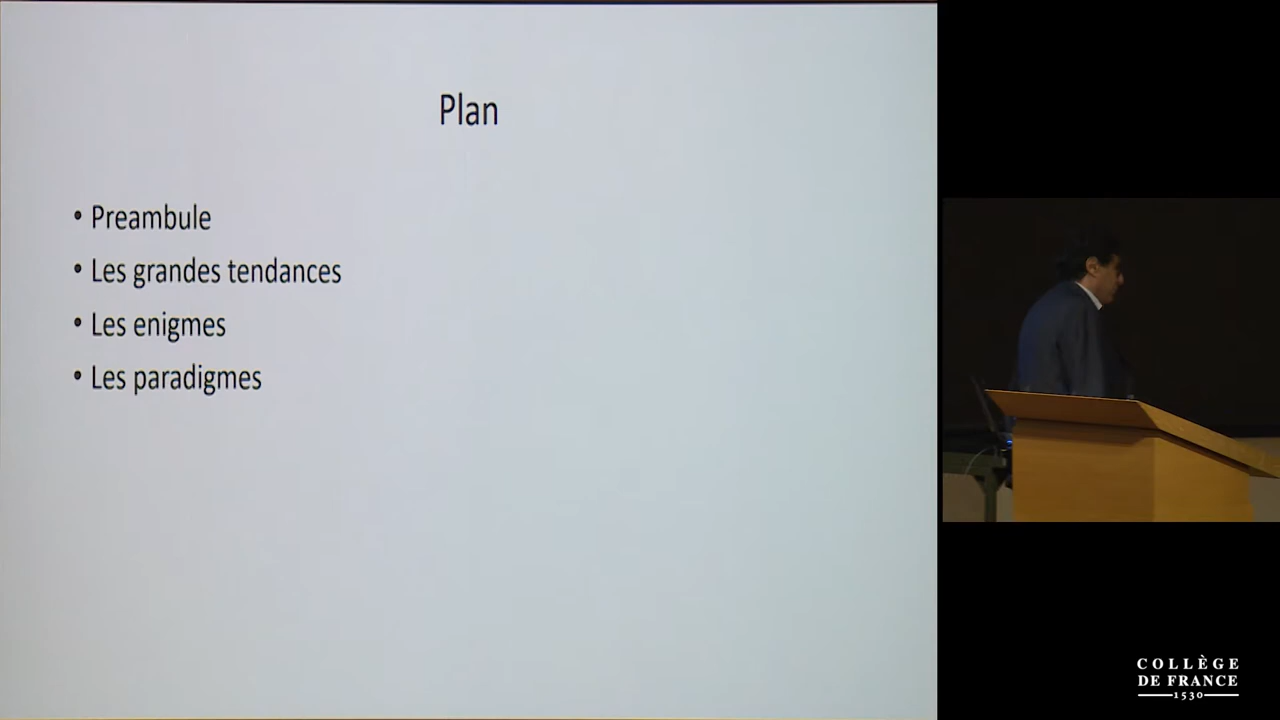 Plan
• Preambule
• Les grandes tendances
• Les enigmes
• Les paradigmes
COLLÈGE
DE FRANCE
1530